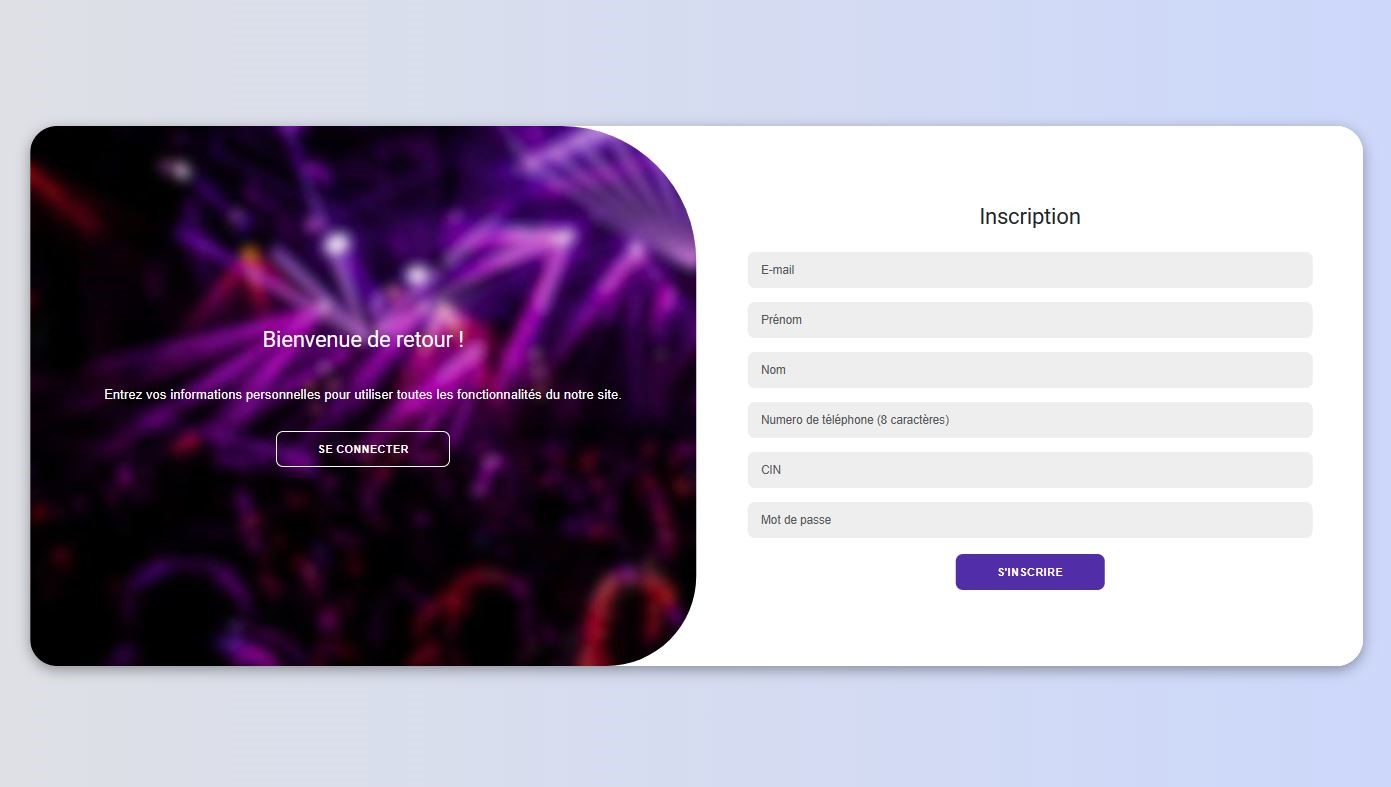 Bienvenue de retour !
Entrez vos informations personnelles pour utiliser toutes les fonctionnalités du notre site.
SE CONNECTER
Inscription
E-mail
Prénom
Nom
Numero de téléphone (8 caractères)
CIN
Mot de passe
S'INSCRIRE